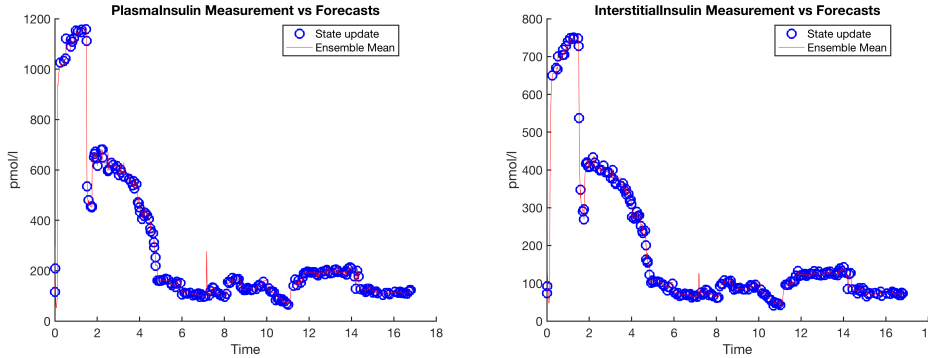 PlasmaInsulin Measurement vs Forecasts
1200
1000
800
600
400
200
0
pmol/l
State update
Ensemble Mean
0 2 4 6 8 10 12 14 16 18
Time
InterstitialInsulin Measurement vs Forecasts
800
700
600
500
400
300
200
100
0
pmol/l
State update
Ensemble Mean
0 2 4 6 8 10 12 14 16 18
Time